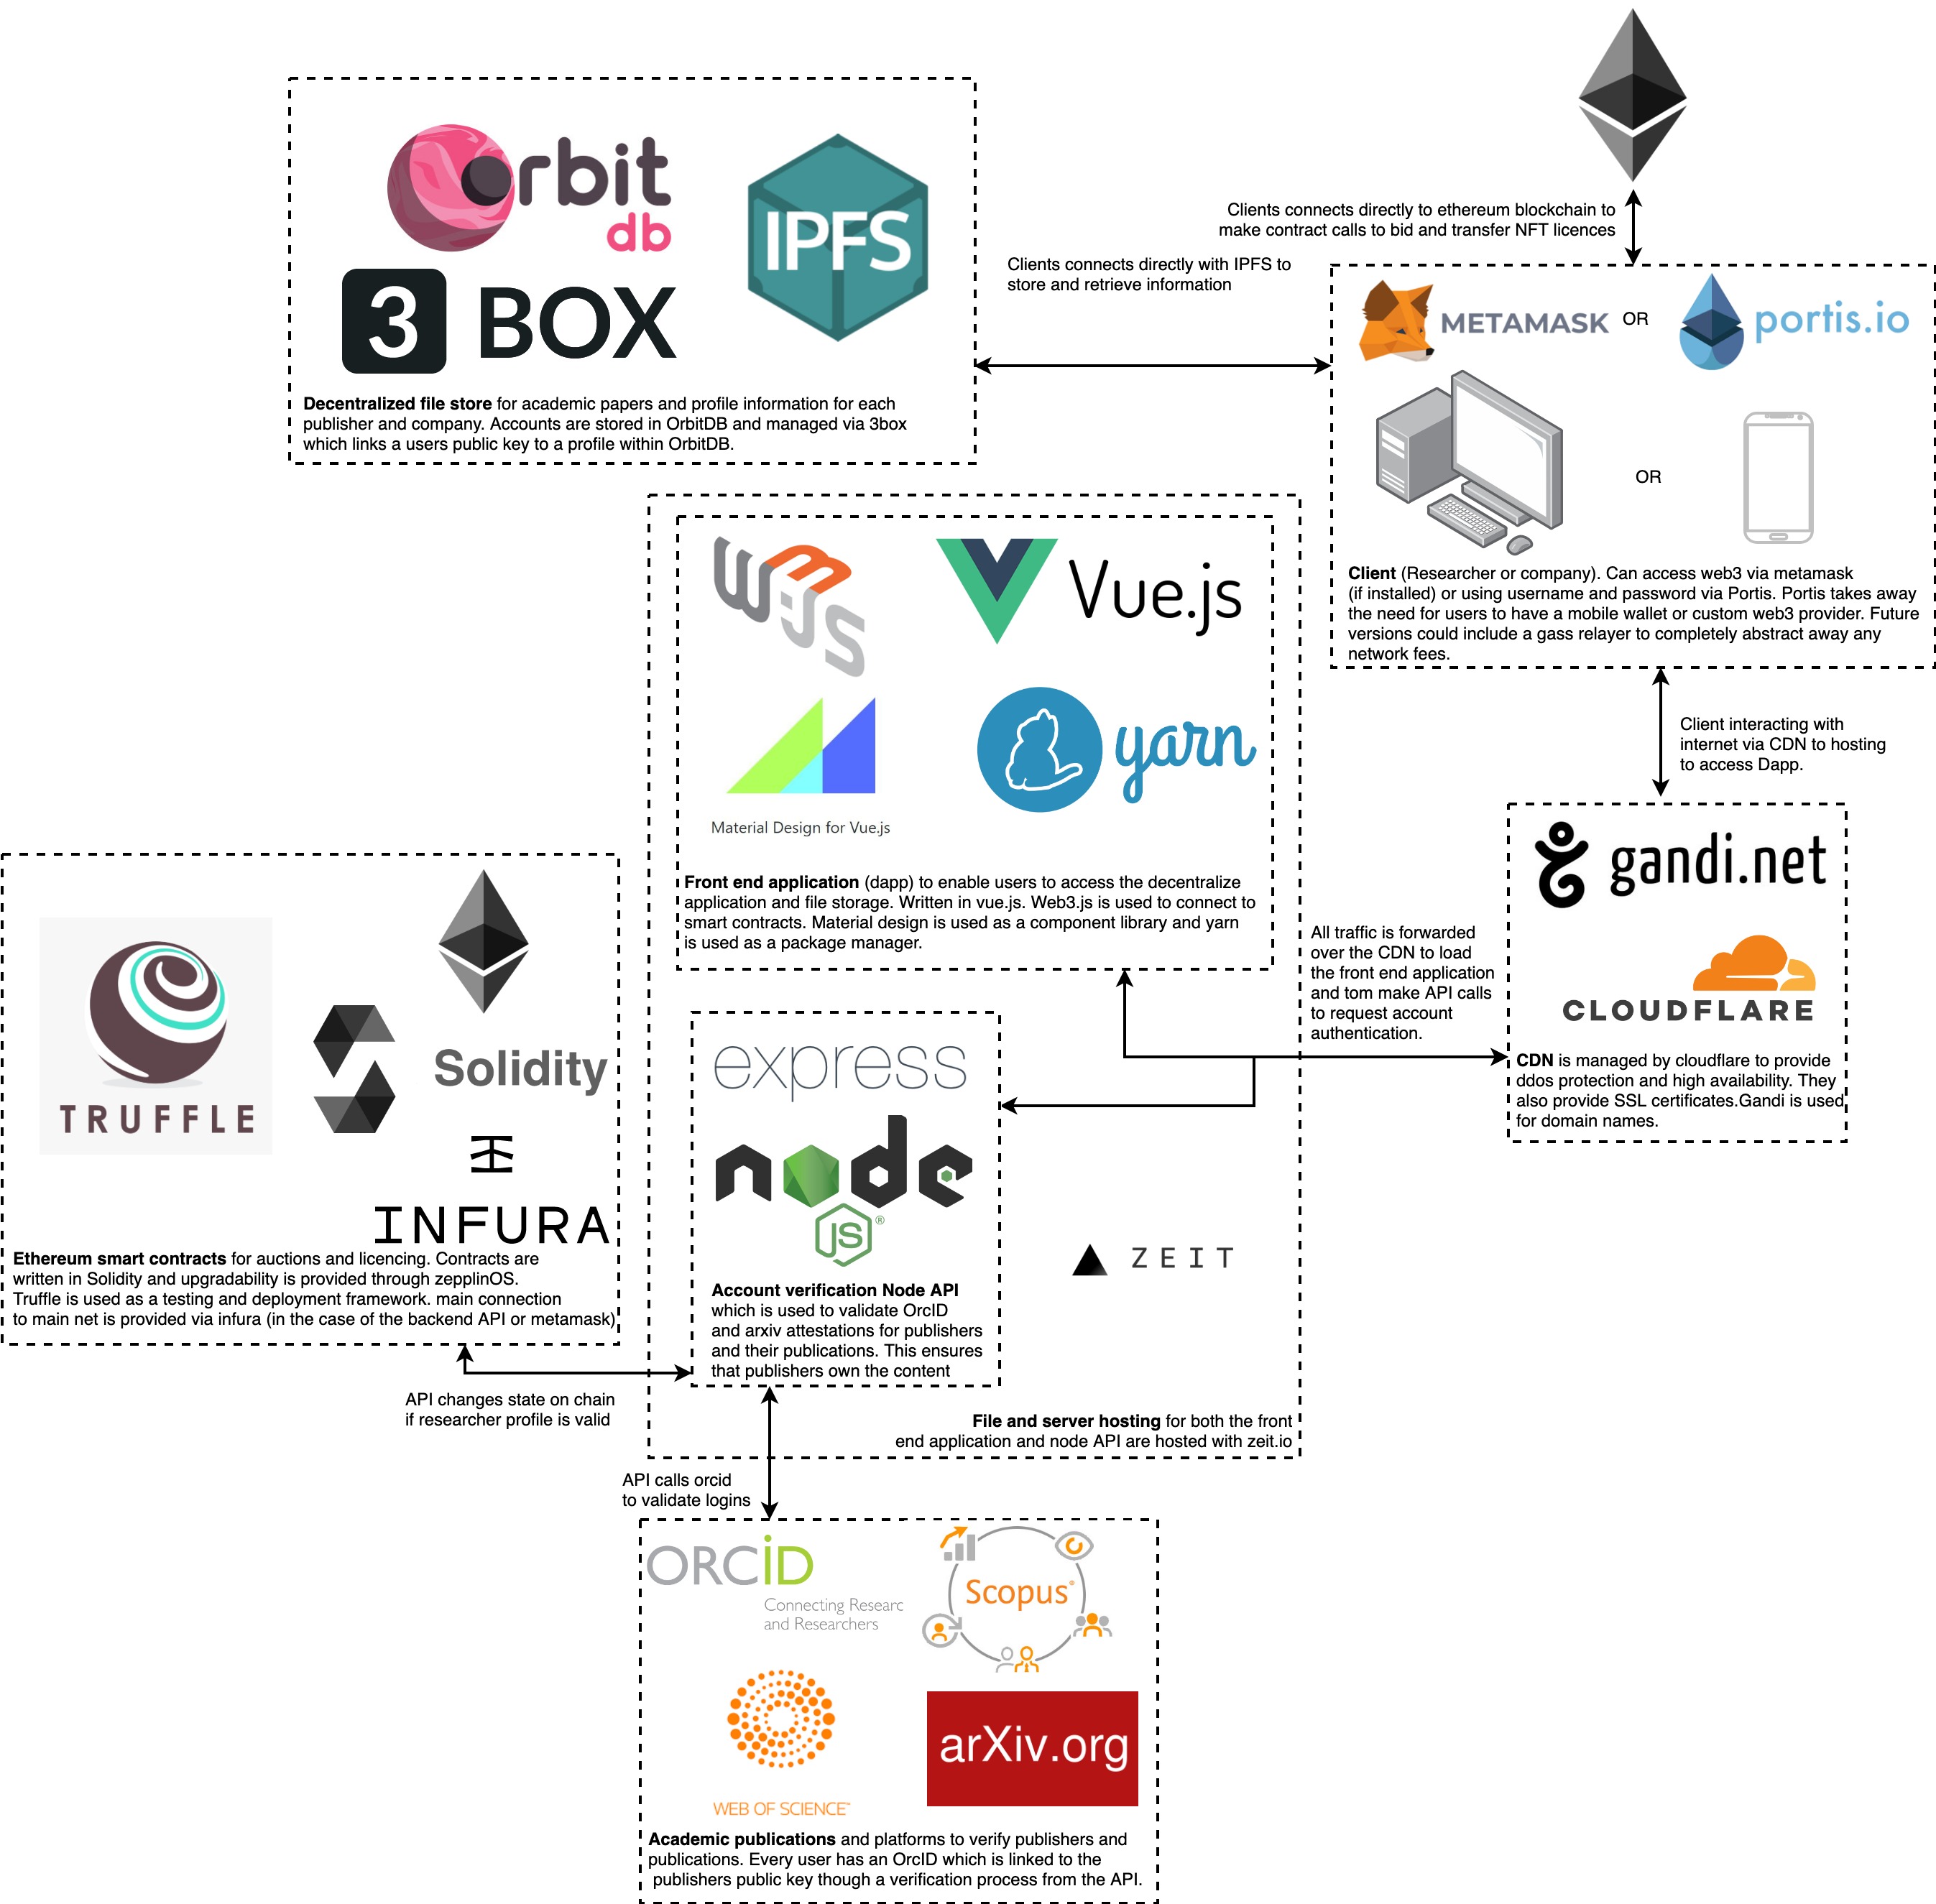 Orbit
db
3 BOX
IPFS
Decentralized file store for academic papers and profile information for each
publisher and company. Accounts are stored in OrbitDB and managed via 3box
which links a users public key to a profile within OrbitDB.
Clients connects directly with IPFS to
store and retrieve information
Clients connects directly to ethereum blockchain to
make contract calls to bid and transfer NFT licences
METAMASK
OR
portis.io
OR
Client (Researcher or company). Can access web3 via metamask
(if installed) or using username and password via Portis. Portis takes away
the need for users to have a mobile wallet or custom web3 provider. Future
versions could include a gass relayer to completely abstract away any
network fees.
Client interacting with
internet via CDN to hosting
to access Dapp.
W3JS
Vue.js
Material Design for Vue.js
yarn
Front end application (dapp) to enable users to access the decentralize
application and file storage. Written in vue.js. Web3.js is used to connect to
smart contracts. Material design is used as a component library and yarn
is used as a package manager.
All traffic is forwarded
over the CDN to load
the front end application
and tom make API calls
to request account
authentication.
gandi.net
CLOUDFLARE
CDN is managed by cloudflare to provide
ddos protection and high availability. They
also provide SSL certificates.Gandi is used
for domain names.
TRUFFLE
Solidity
INFURA
Ethereum smart contracts for auctions and licencing. Contracts are
written in Solidity and upgradability is provided through zepplinOS.
Truffle is used as a testing and deployment framework. main connection
to main net is provided via infura (in the case of the backend API or metamask)
API changes state on chain
if researcher profile is valid
express
node
JS®
Account verification Node API
which is used to validate OrcID
and arxiv attestations for publishers
and their publications. This ensures
that publishers own the content
ZEIT
File and server hosting for both the front
end application and node API are hosted with zeit.io
API calls orcid
to validate logins
ORCiD
Connecting Researc
and Researchers
Scopus®
WEB OF SCIENCE™
arXiv.org
Academic publications and platforms to verify publishers and
publications. Every user has an OrcID which is linked to the
publishers public key though a verification process from the API.